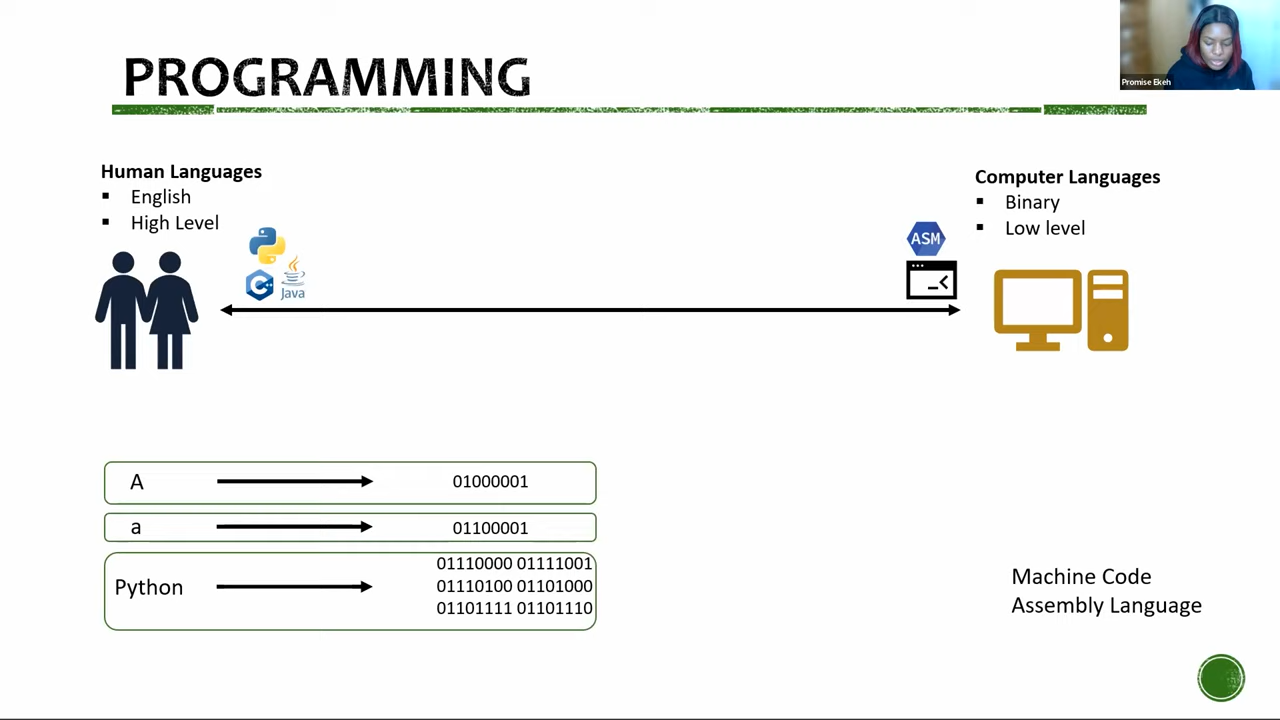 PROGRAMMING
Promise Ekeh
Human Languages
English
High Level
Java
Computer Languages
Binary
Low level
ASM
A 01000001
a 01100001
Python 01110000 01111001
01110100 01101000
01101111 01101110
Machine Code
Assembly Language